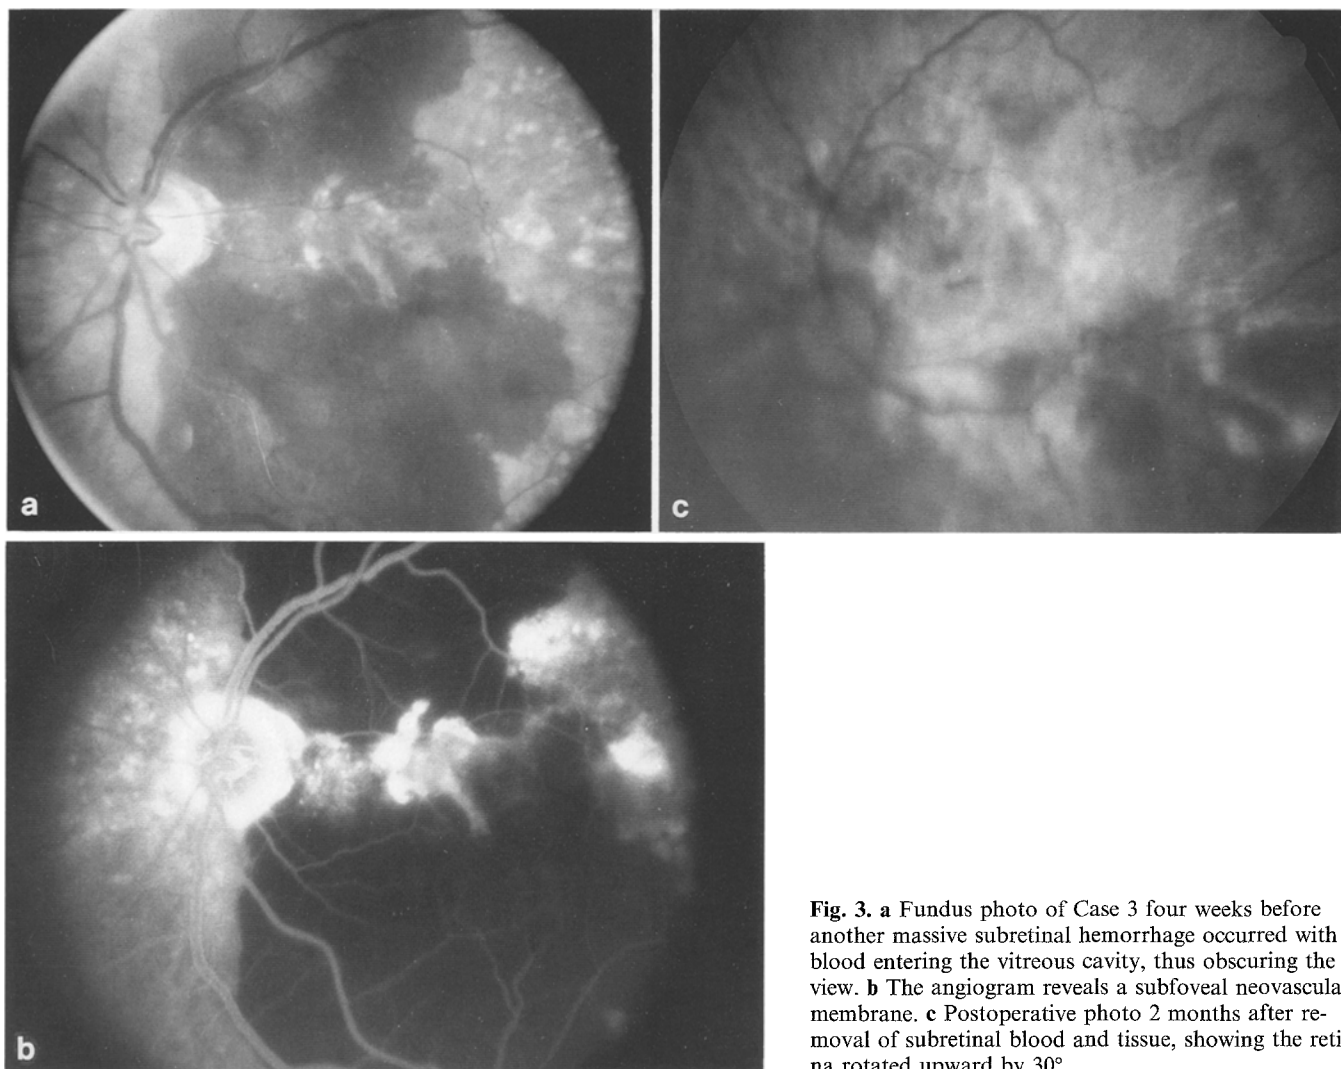 a
c
b
Fig. 3. a Fundus photo of Case 3 four weeks before
another massive subretinal hemorrhage occurred with
blood entering the vitreous cavity, thus obscuring the
view. b The angiogram reveals a subfoveal neovascula
membrane. c Postoperative photo 2 months after re-
moval of subretinal blood and tissue, showing the reti
na rotated upward by 30°